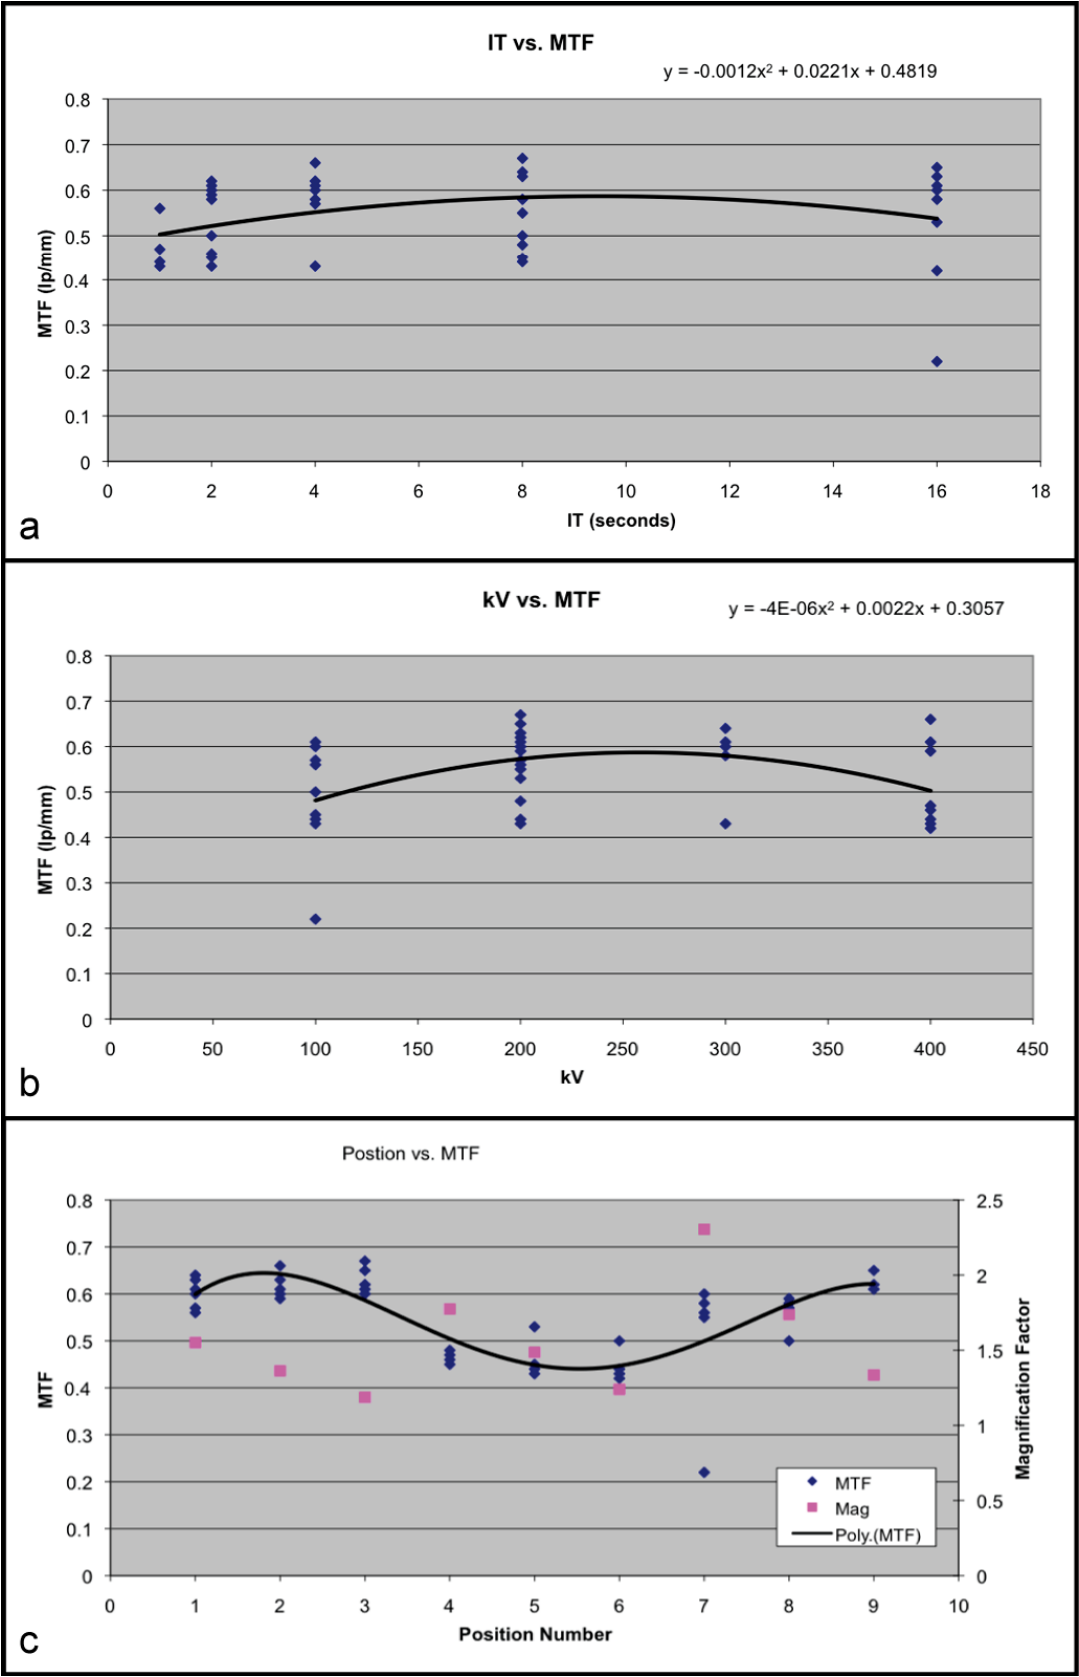 IT vs. MTF
y = -0.0012x² + 0.0221x + 0.4819
0.8
0.7
0.6
0.5
0.4
0.3
0.2
0.1
0
MTF (lp/mm)
0 2 4 6 8 10 12 14 16 18
IT (seconds)
a
kV vs. MTF
y = -4E-06x² + 0.0022x + 0.3057
0.8
0.7
0.6
0.5
0.4
0.3
0.2
0.1
0
MTF (lp/mm)
0 50 100 150 200 250 300 350 400 450
kV
b
Postion vs. MTF
0.8
0.7
0.6
0.5
0.4
0.3
0.2
0.1
0
MTF
2.5
2
1.5
1
0.5
0
Magnification Factor
MTF
Mag
Poly.(MTF)
0 1 2 3 4 5 6 7 8 9 10
Position Number
c